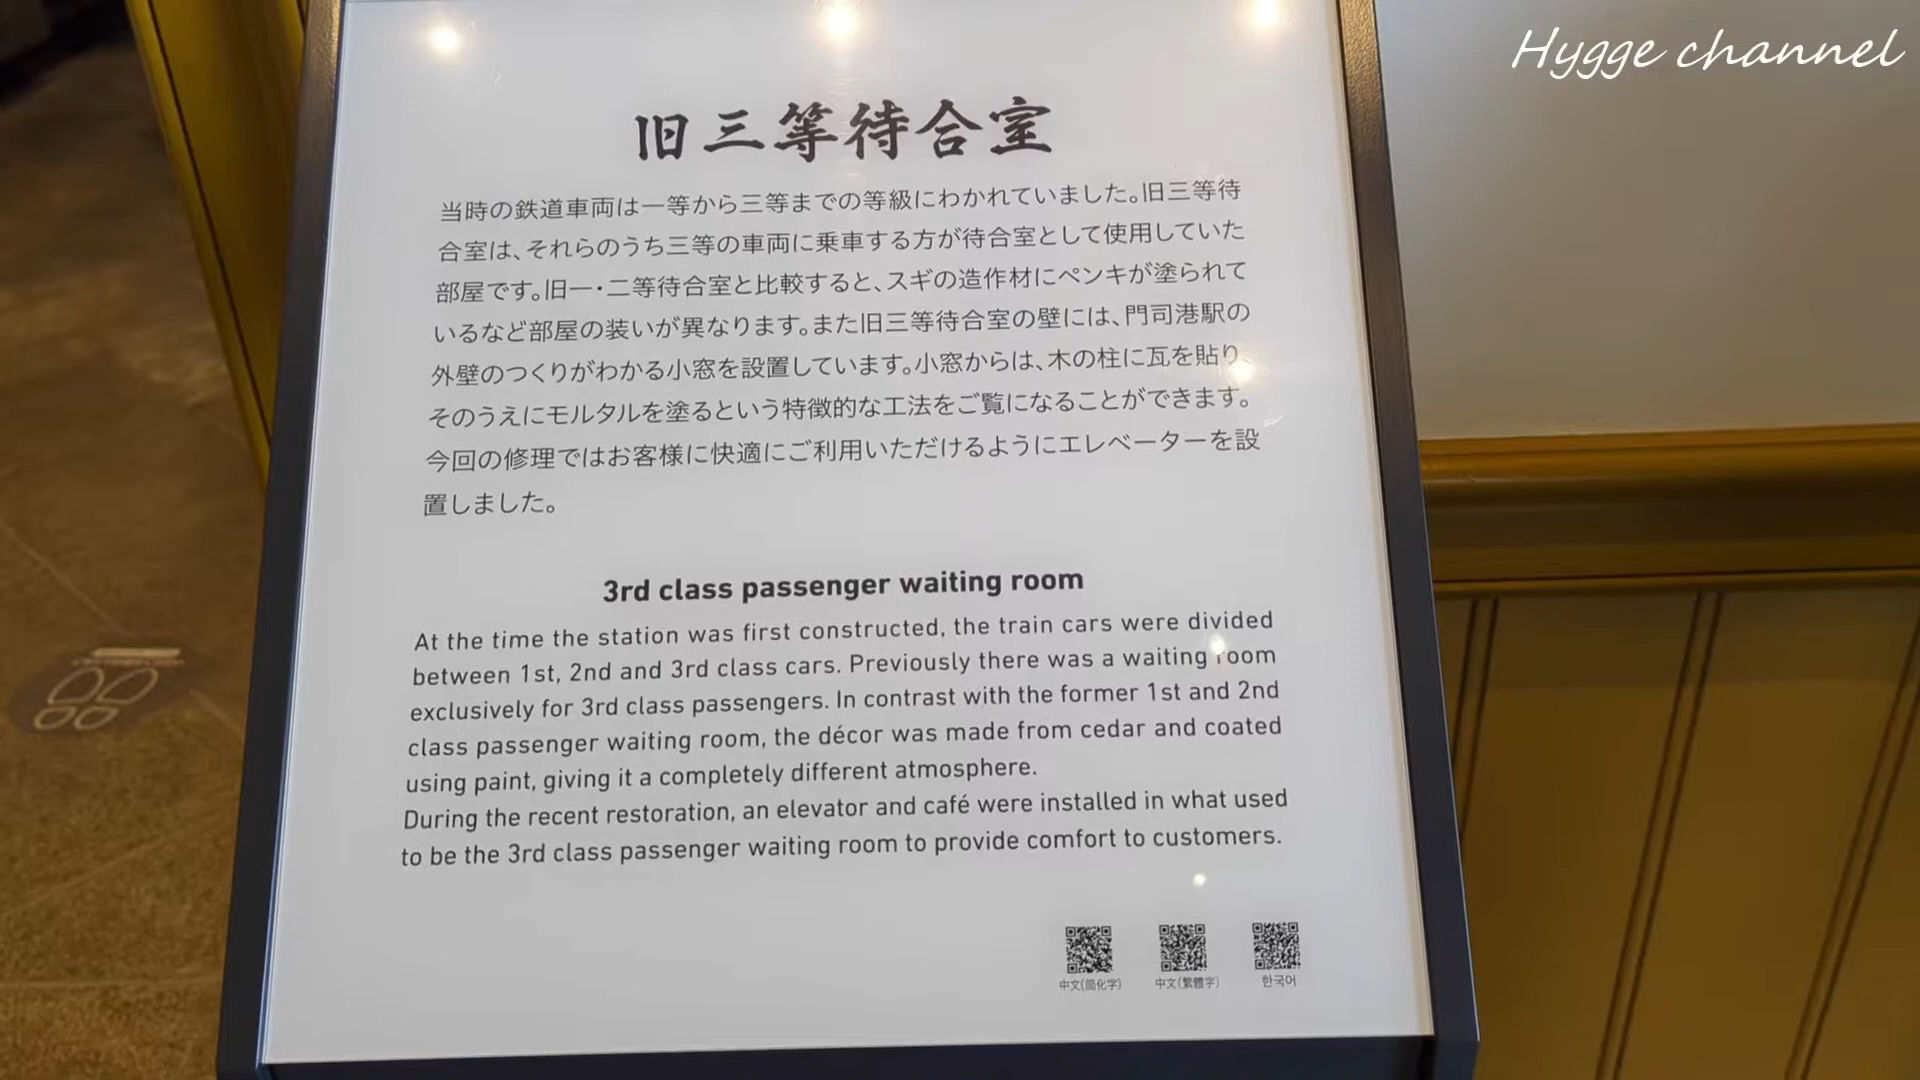 Hygge channel
旧三等待合室
当時の鉄道車両は一等から三等までの等級にわかれていました。旧三等待
合室は、それらのうち三等の車両に乗車する方が待合室として使用していた
部屋です。旧一・二等待合室と比較すると、スギの造作材にペンキが塗られて
いるなど部屋の装いが異なります。また旧三等待合室の壁には、門司港駅の
外壁のつくりがわかる小窓を設置しています。小窓からは、木の柱に瓦を貼り、
そのうえにモルタルを塗るという特徴的な工法をご覧になることができます。
今回の修理ではお客様に快適にご利用いただけるようにエレベーターを設
置しました。
3rd class passenger waiting room
At the time the station was first constructed, the train cars were divided
between 1st, 2nd and 3rd class cars. Previously there was a waiting room
exclusively for 3rd class passengers. In contrast with the former 1st and 2nd
class passenger waiting room, the décor was made from cedar and coated
using paint, giving it a completely different atmosphere.
During the recent restoration, an elevator and café were installed in what used
to be the 3rd class passenger waiting room to provide comfort to customers.
中文(简化字) 中文(繁體字) 한국어